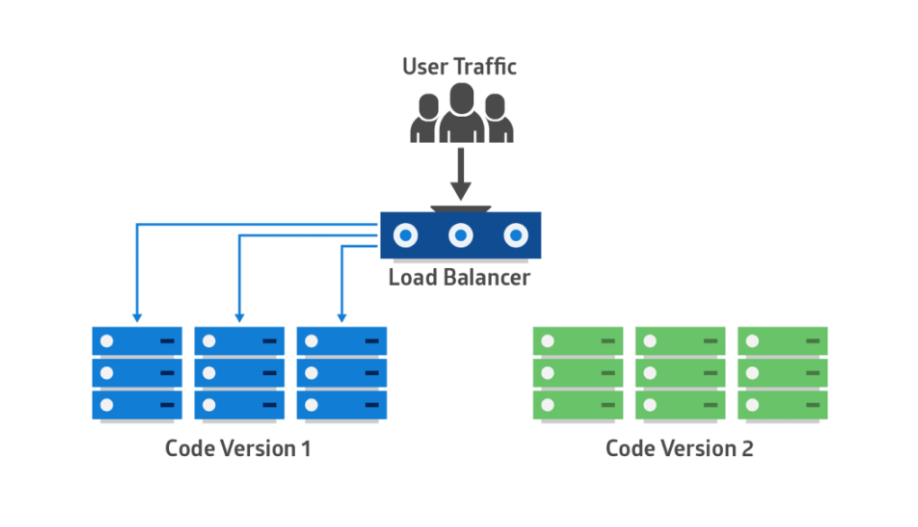 User Traffic
Load Balancer
Code Version 1
Code Version 2